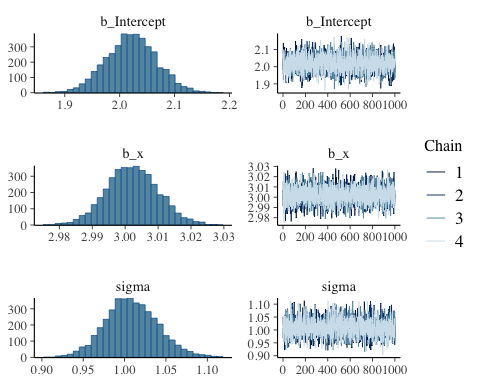 b_Intercept
300
200
100
0
1.9 2.0 2.1 2.2
b_Intercept
2.1
2.0
1.9
0 200 400 600 8001000
b_x
300
200
100
0
2.98 2.99 3.00 3.01 3.02 3.03
b_x
3.03
3.02
3.01
3.00
2.99
2.98
0 200 400 600 8001000
sigma
300
200
100
0
0.90 0.95 1.00 1.05 1.10
sigma
1.10
1.05
1.00
0.95
0.90
0 200 400 600 8001000
Chain
1
2
3
4